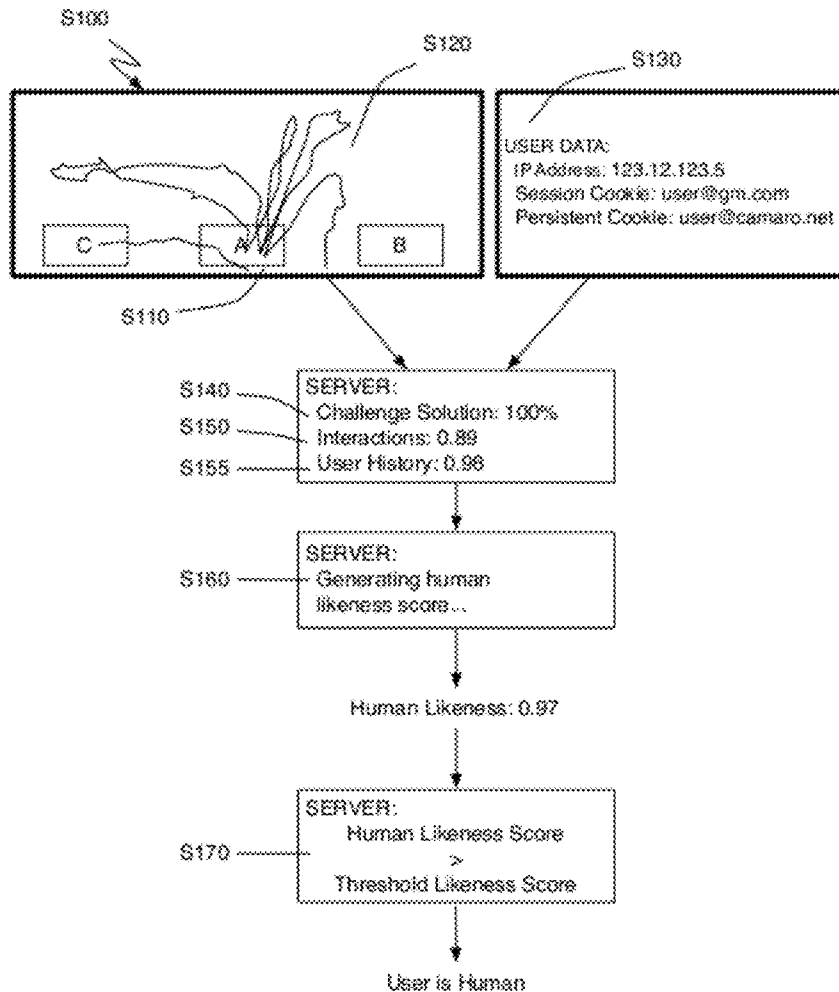 S100
S120
S130
USER DATA:
IP Address: 123.12.123.5
Session Cookie: user@gm.com
Persistent Cookie: user@camaro.net
C
A
B
S110
S140
S150
S155
SERVER:
Challenge Solution: 100%
Interactions: 0.89
User History: 0.98
S160
SERVER:
Generating human
likeness score...
Human Likeness: 0.97
S170
SERVER:
Human Likeness Score
>
Threshold Likeness Score
User is Human